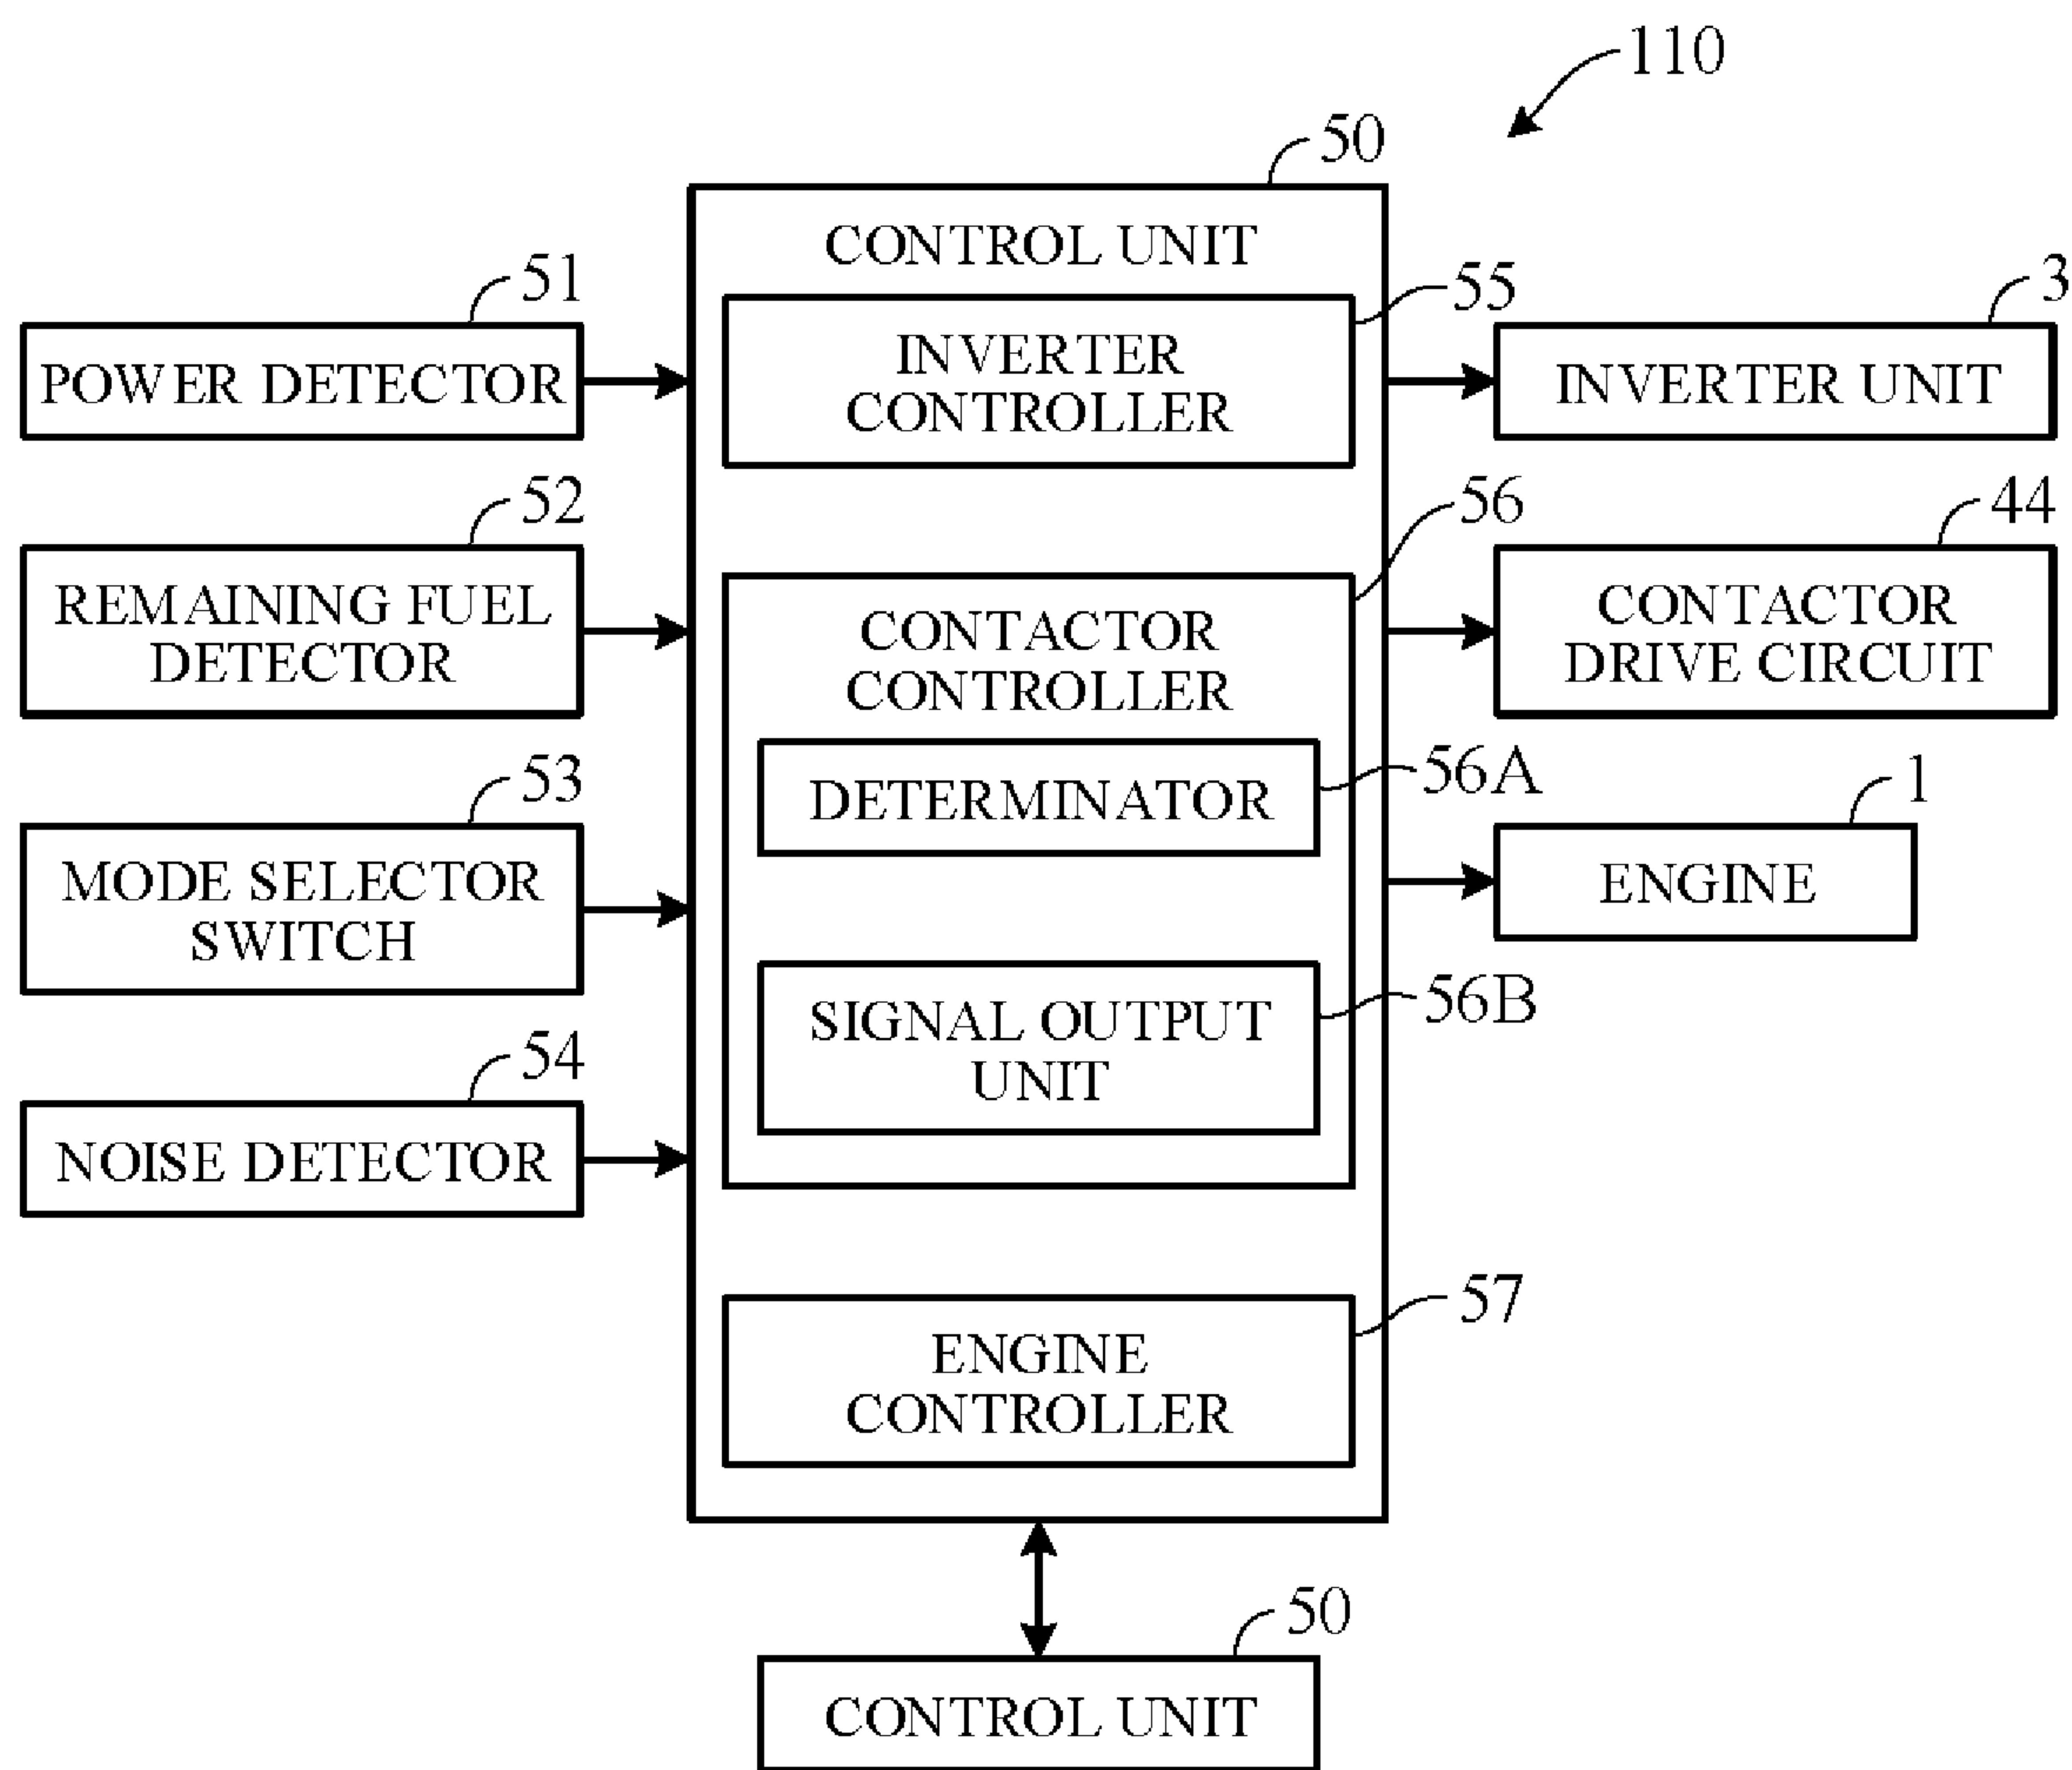 110
50
CONTROL UNIT
51
POWER DETECTOR
55
INVERTER
CONTROLLER
3
INVERTER UNIT
52
REMAINING FUEL
DETECTOR
56
CONTACTOR
CONTROLLER
44
CONTACTOR
DRIVE CIRCUIT
53
MODE SELECTOR
SWITCH
56A
DETERMINATOR
1
ENGINE
54
NOISE DETECTOR
56B
SIGNAL OUTPUT
UNIT
57
ENGINE
CONTROLLER
50
CONTROL UNIT